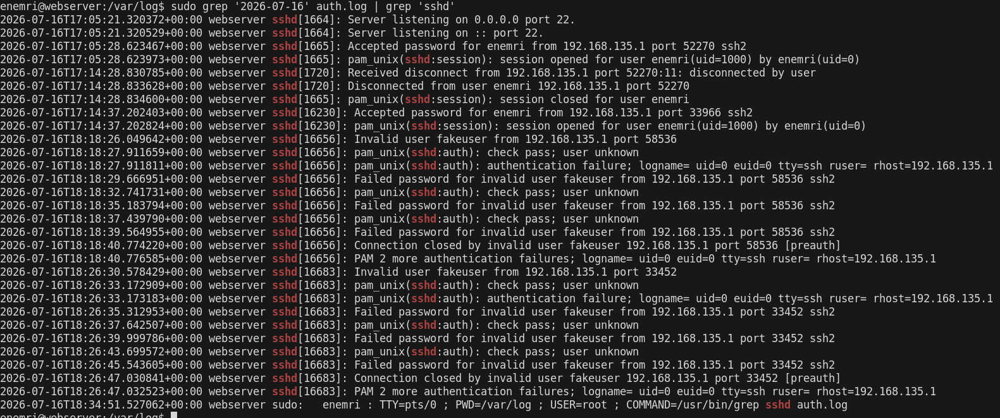 enemri@webserver:/var/log$ sudo grep '2026-07-16' auth.log | grep 'sshd'
2026-07-16T17:05:21.320372+00:00 webserver sshd[1664]: Server listening on 0.0.0.0 port 22.
2026-07-16T17:05:21.320529+00:00 webserver sshd[1664]: Server listening on :: port 22.
2026-07-16T17:05:28.623467+00:00 webserver sshd[1665]: Accepted password for enemri from 192.168.135.1 port 52270 ssh2
2026-07-16T17:05:28.623973+00:00 webserver sshd[1665]: pam_unix(sshd:session): session opened for user enemri(uid=1000) by enemri(uid=0)
2026-07-16T17:14:28.830785+00:00 webserver sshd[1720]: Received disconnect from 192.168.135.1 port 52270:11: disconnected by user
2026-07-16T17:14:28.833628+00:00 webserver sshd[1720]: Disconnected from user enemri 192.168.135.1 port 52270
2026-07-16T17:14:28.834600+00:00 webserver sshd[1665]: pam_unix(sshd:session): session closed for user enemri
2026-07-16T17:14:37.202403+00:00 webserver sshd[16230]: Accepted password for enemri from 192.168.135.1 port 33966 ssh2
2026-07-16T17:14:37.202824+00:00 webserver sshd[16230]: pam_unix(sshd:session): session opened for user enemri(uid=1000) by enemri(uid=0)
2026-07-16T18:18:26.049642+00:00 webserver sshd[16656]: Invalid user fakeuser from 192.168.135.1 port 58536
2026-07-16T18:18:27.911659+00:00 webserver sshd[16656]: pam_unix(sshd:auth): check pass; user unknown
2026-07-16T18:18:27.911811+00:00 webserver sshd[16656]: pam_unix(sshd:auth): authentication failure; logname= uid=0 euid=0 tty=ssh ruser= rhost=192.168.135.1
2026-07-16T18:18:29.666951+00:00 webserver sshd[16656]: Failed password for invalid user fakeuser from 192.168.135.1 port 58536 ssh2
2026-07-16T18:18:32.741731+00:00 webserver sshd[16656]: pam_unix(sshd:auth): check pass; user unknown
2026-07-16T18:18:35.183794+00:00 webserver sshd[16656]: Failed password for invalid user fakeuser from 192.168.135.1 port 58536 ssh2
2026-07-16T18:18:37.439790+00:00 webserver sshd[16656]: pam_unix(sshd:auth): check pass; user unknown
2026-07-16T18:18:39.564955+00:00 webserver sshd[16656]: Failed password for invalid user fakeuser from 192.168.135.1 port 58536 ssh2
2026-07-16T18:18:40.774220+00:00 webserver sshd[16656]: Connection closed by invalid user fakeuser 192.168.135.1 port 58536 [preauth]
2026-07-16T18:18:40.776585+00:00 webserver sshd[16656]: PAM 2 more authentication failures; logname= uid=0 euid=0 tty=ssh ruser= rhost=192.168.135.1
2026-07-16T18:26:30.578429+00:00 webserver sshd[16683]: Invalid user fakeuser from 192.168.135.1 port 33452
2026-07-16T18:26:33.172909+00:00 webserver sshd[16683]: pam_unix(sshd:auth): check pass; user unknown
2026-07-16T18:26:33.173183+00:00 webserver sshd[16683]: pam_unix(sshd:auth): authentication failure; logname= uid=0 euid=0 tty=ssh ruser= rhost=192.168.135.1
2026-07-16T18:26:35.312953+00:00 webserver sshd[16683]: Failed password for invalid user fakeuser from 192.168.135.1 port 33452 ssh2
2026-07-16T18:26:37.642507+00:00 webserver sshd[16683]: pam_unix(sshd:auth): check pass; user unknown
2026-07-16T18:26:39.999786+00:00 webserver sshd[16683]: Failed password for invalid user fakeuser from 192.168.135.1 port 33452 ssh2
2026-07-16T18:26:43.699572+00:00 webserver sshd[16683]: pam_unix(sshd:auth): check pass; user unknown
2026-07-16T18:26:45.543605+00:00 webserver sshd[16683]: Failed password for invalid user fakeuser from 192.168.135.1 port 33452 ssh2
2026-07-16T18:26:47.030841+00:00 webserver sshd[16683]: Connection closed by invalid user fakeuser 192.168.135.1 port 33452 [preauth]
2026-07-16T18:26:47.032523+00:00 webserver sshd[16683]: PAM 2 more authentication failures; logname= uid=0 euid=0 tty=ssh ruser= rhost=192.168.135.1
2026-07-16T18:34:51.527062+00:00 webserver sudo:   enemri : TTY=pts/0 ; PWD=/var/log ; USER=root ; COMMAND=/usr/bin/grep sshd auth.log
enemri@webserver:/var/log$